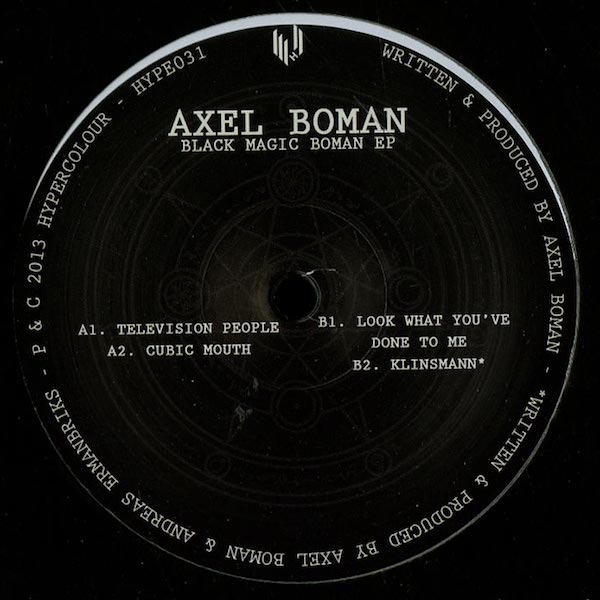 AXEL BOMAN
BLACK MAGIC BOMAN EP
A1. TELEVISION PEOPLE
A2. CUBIC MOUTH
B1. LOOK WHAT YOU'VE
DONE TO ME
B2. KLINSMANN*
WRITTEN & PRODUCED BY AXEL BOMAN - *WRITTEN & PRODUCED BY AXEL BOMAN & ANDREAS ERMANBRIKS - P & C 2013 HYPERCOLOUR - HYPE031